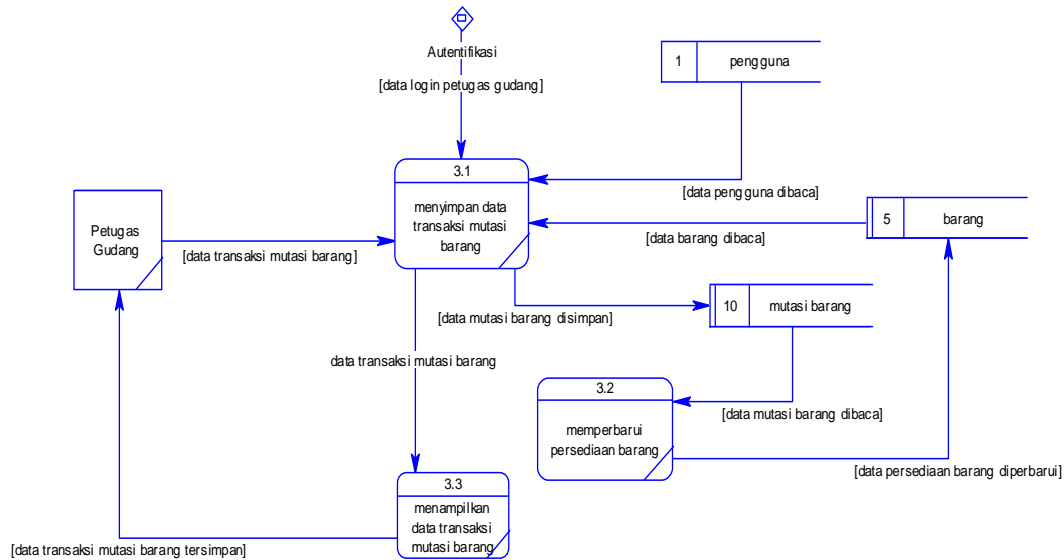 Autentifikasi
[data login petugas gudang]
1
pengguna
3.1
menyimpan data
transaksi mutasi
barang
[data pengguna dibaca]
5
barang
[data barang dibaca]
Petugas
Gudang
[data transaksi mutasi barang]
10
mutasi barang
[data mutasi barang disimpan]
data transaksi mutasi barang
3.2
memperbarui
persediaan barang
[data mutasi barang dibaca]
[data persediaan barang diperbarui]
3.3
menampilkan
data transaksi
mutasi barang
[data transaksi mutasi barang tersimpan]